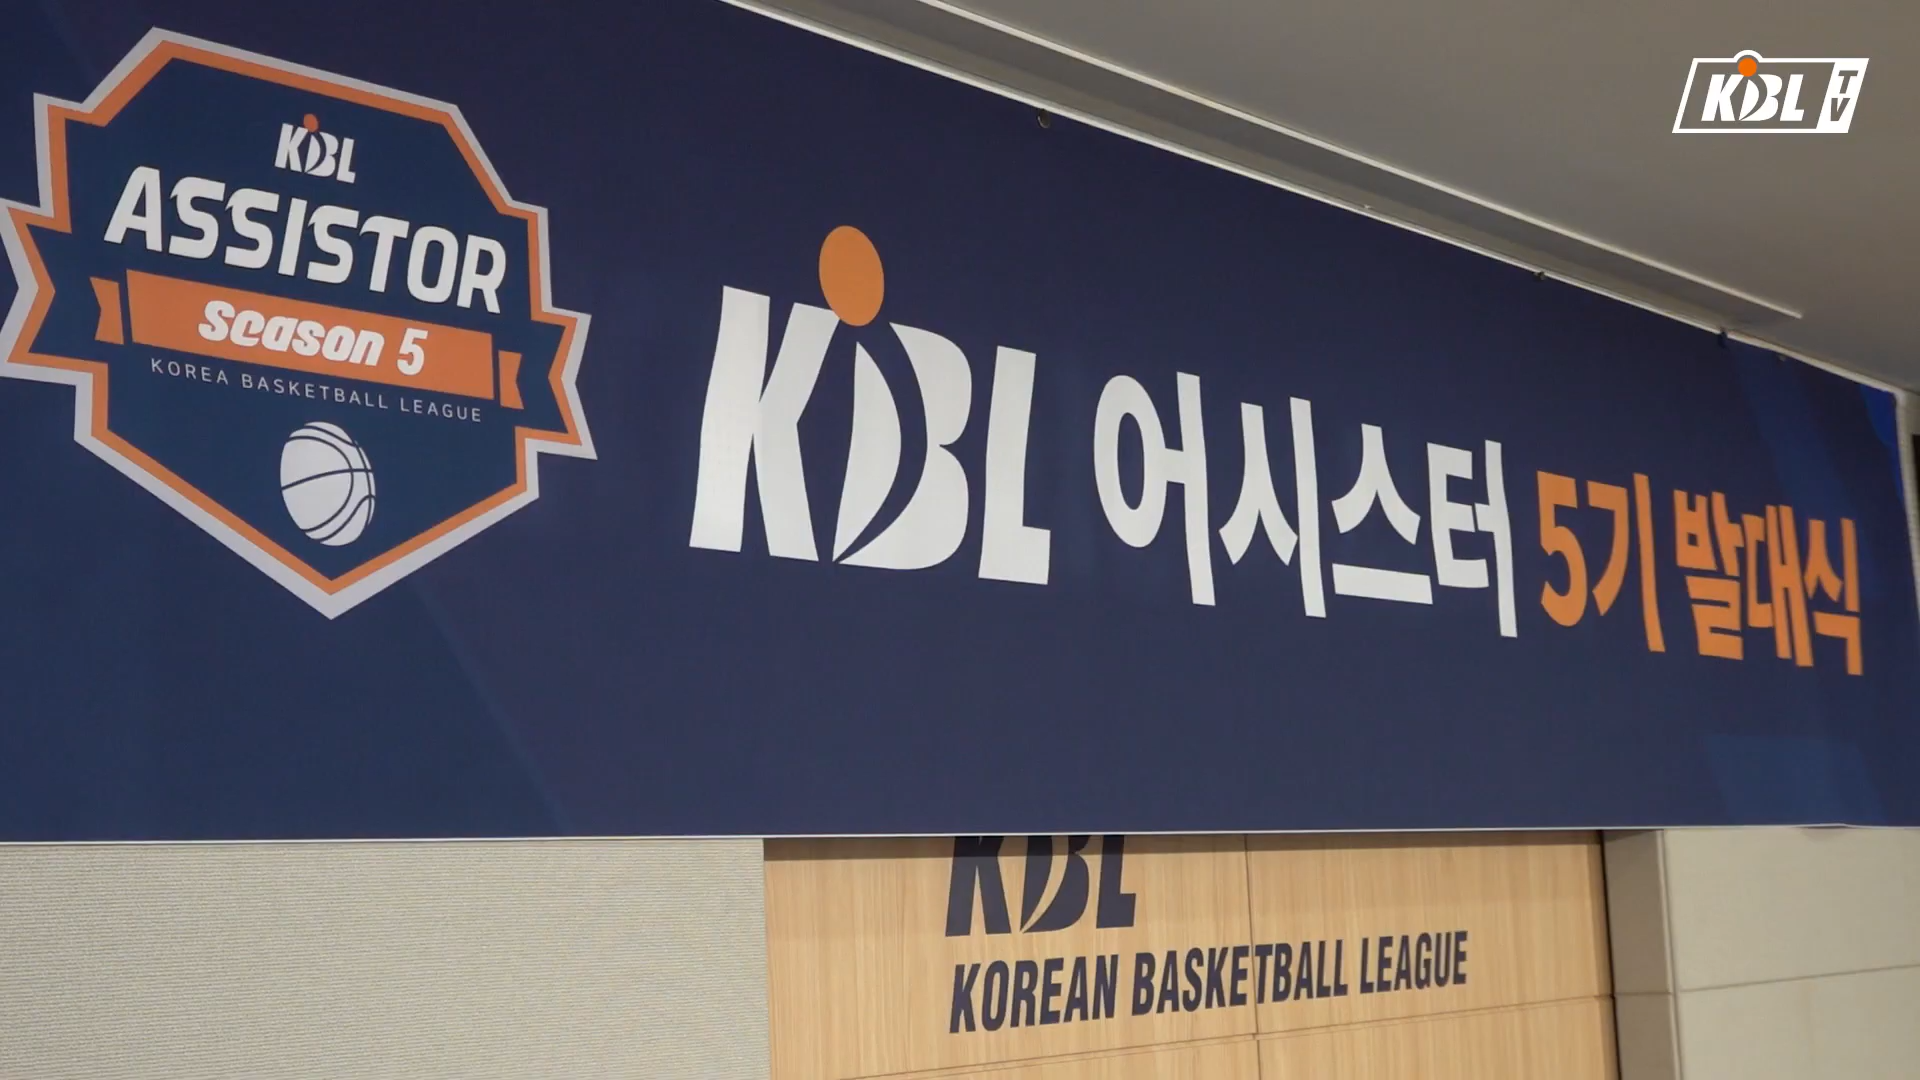 KBL
ASSISTOR
Season 5
KOREA BASKETBALL LEAGUE
KBL 어시스터 5기 발대식
KBL TV
KBL
KOREAN BASKETBALL LEAGUE